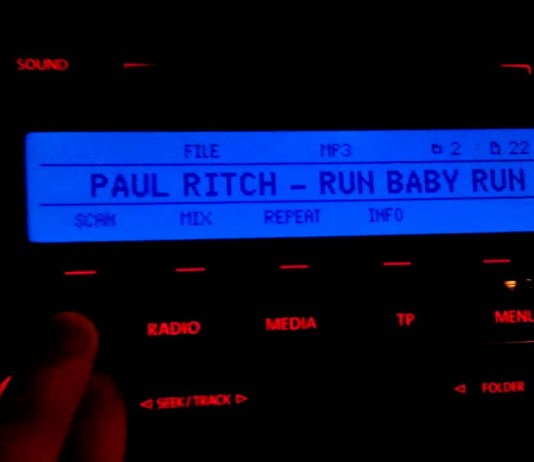 SOUND
FILE MP3 2 22
PAUL RITCH - RUN BABY RUN
SCAN MIX REPEAT INFO
RADIO MEDIA TP MENU
◁ SEEK/TRACK ▷ ◁ FOLDER